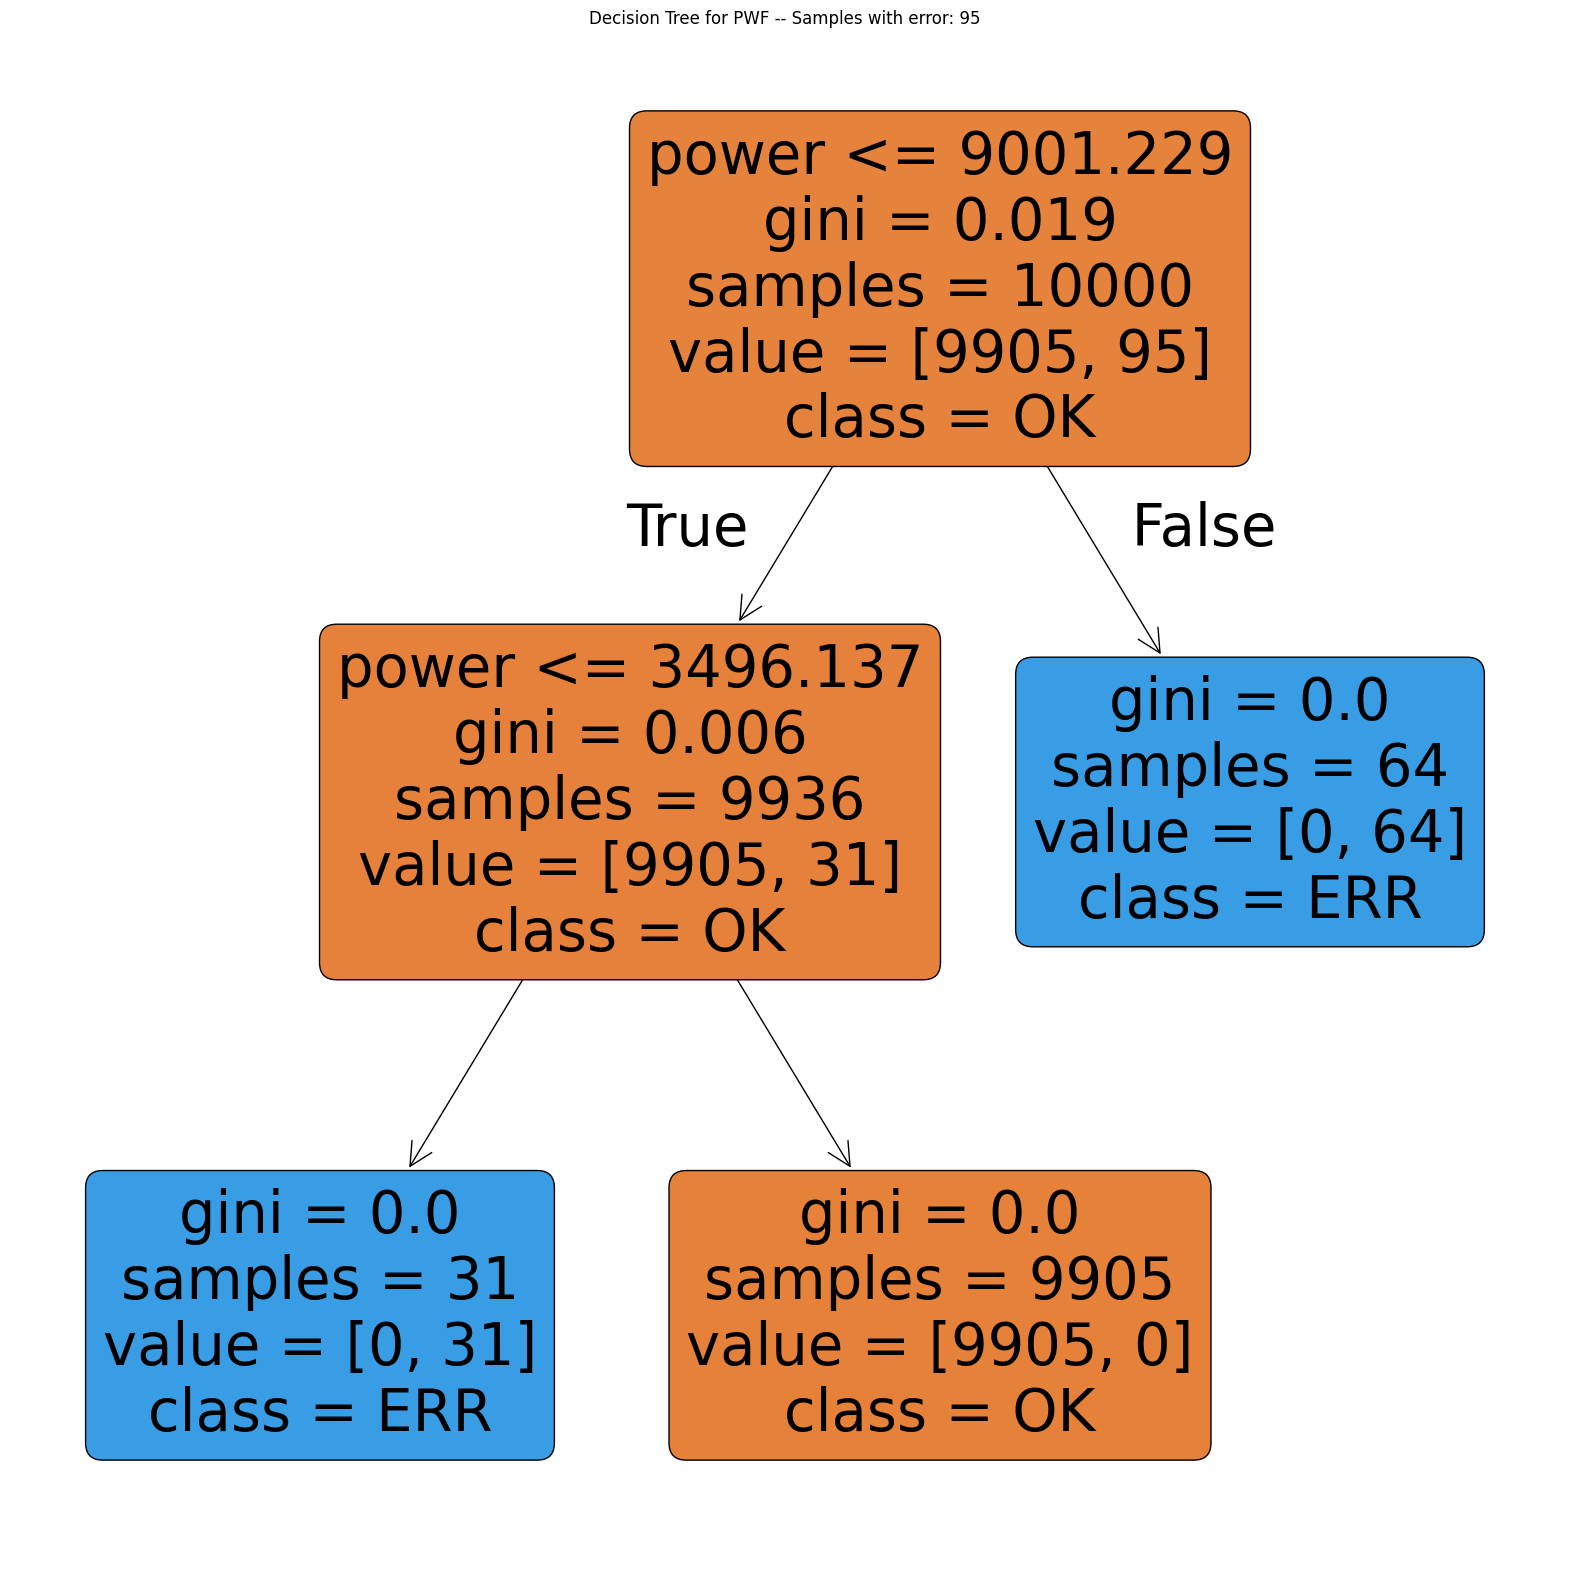 Decision Tree for PWF -- Samples with error: 95
power <= 9001.229
gini = 0.019
samples = 10000
value = [9905, 95]
class = OK
True
False
power <= 3496.137
gini = 0.006
samples = 9936
value = [9905, 31]
class = OK
gini = 0.0
samples = 64
value = [0, 64]
class = ERR
gini = 0.0
samples = 31
value = [0, 31]
class = ERR
gini = 0.0
samples = 9905
value = [9905, 0]
class = OK